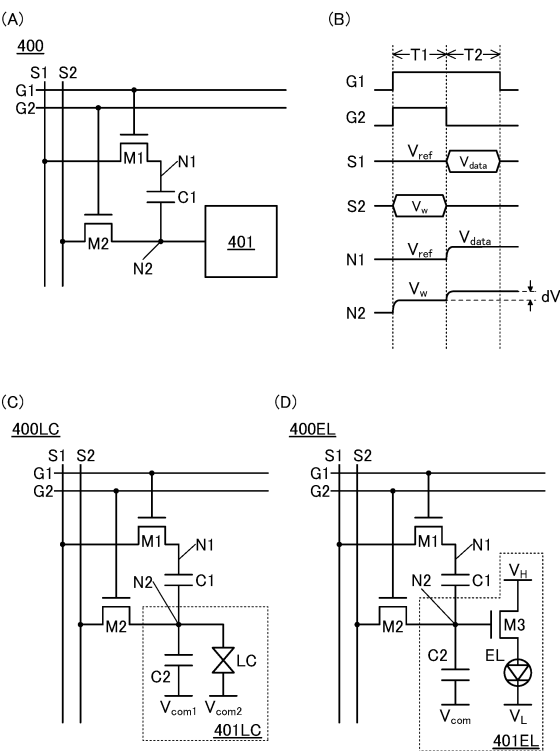 (A)
400
S1 S2
G1
G2
M1
N1
C1
M2
N2
401
(B)
T1 T2
G1
G2
S1 Vref Vdata
S2 Vw
N1 Vref Vdata
N2 Vw dV
(C)
400LC
S1 S2
G1
G2
M1
N1
N2
C1
M2
C2
LC
Vcom1 Vcom2
401LC
(D)
400EL
S1 S2
G1
G2
M1
N1
N2
C1
VH
M2
M3
C2
EL
Vcom
VL
401EL